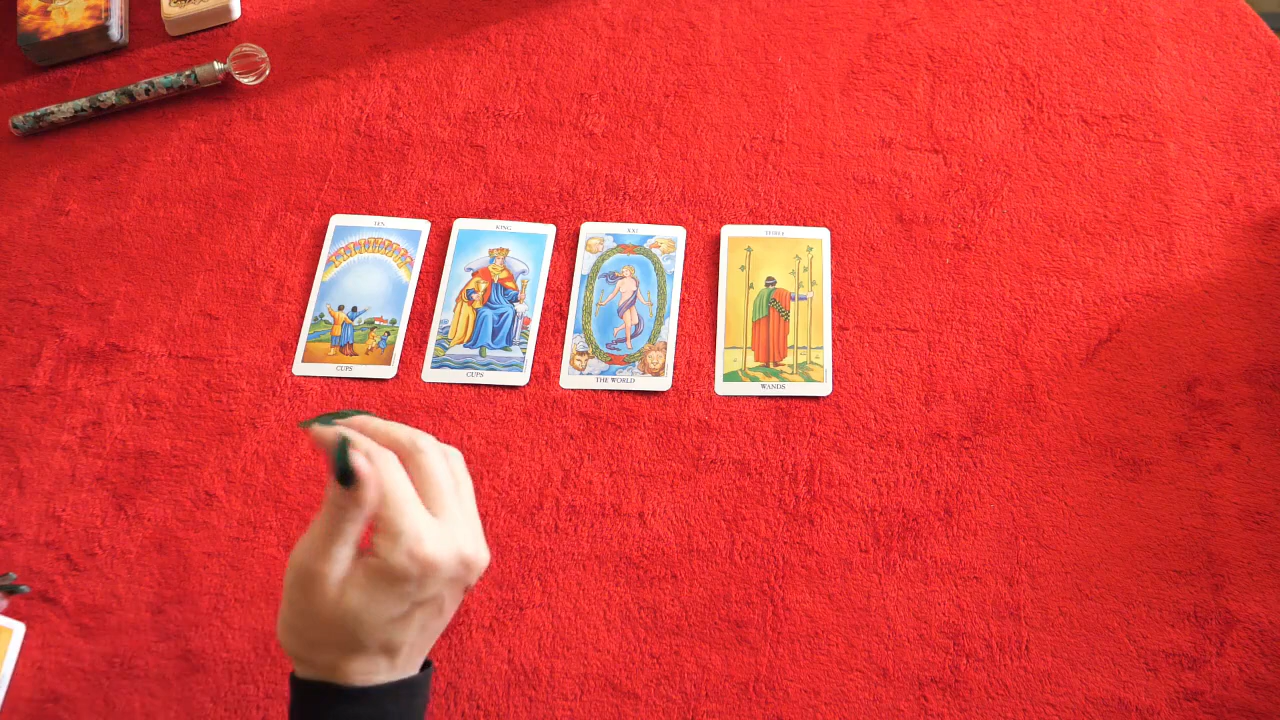 TEN
CUPS
KING
CUPS
XXI
THE WORLD
THREE
WANDS